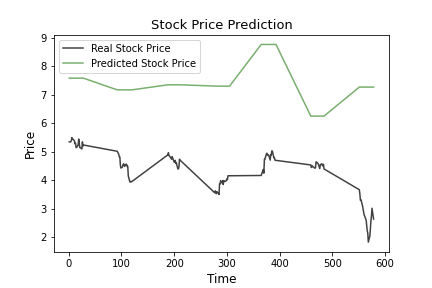 Stock Price Prediction
Real Stock Price
Predicted Stock Price
Price
9
8
7
6
5
4
3
2
0 100 200 300 400 500 600
Time